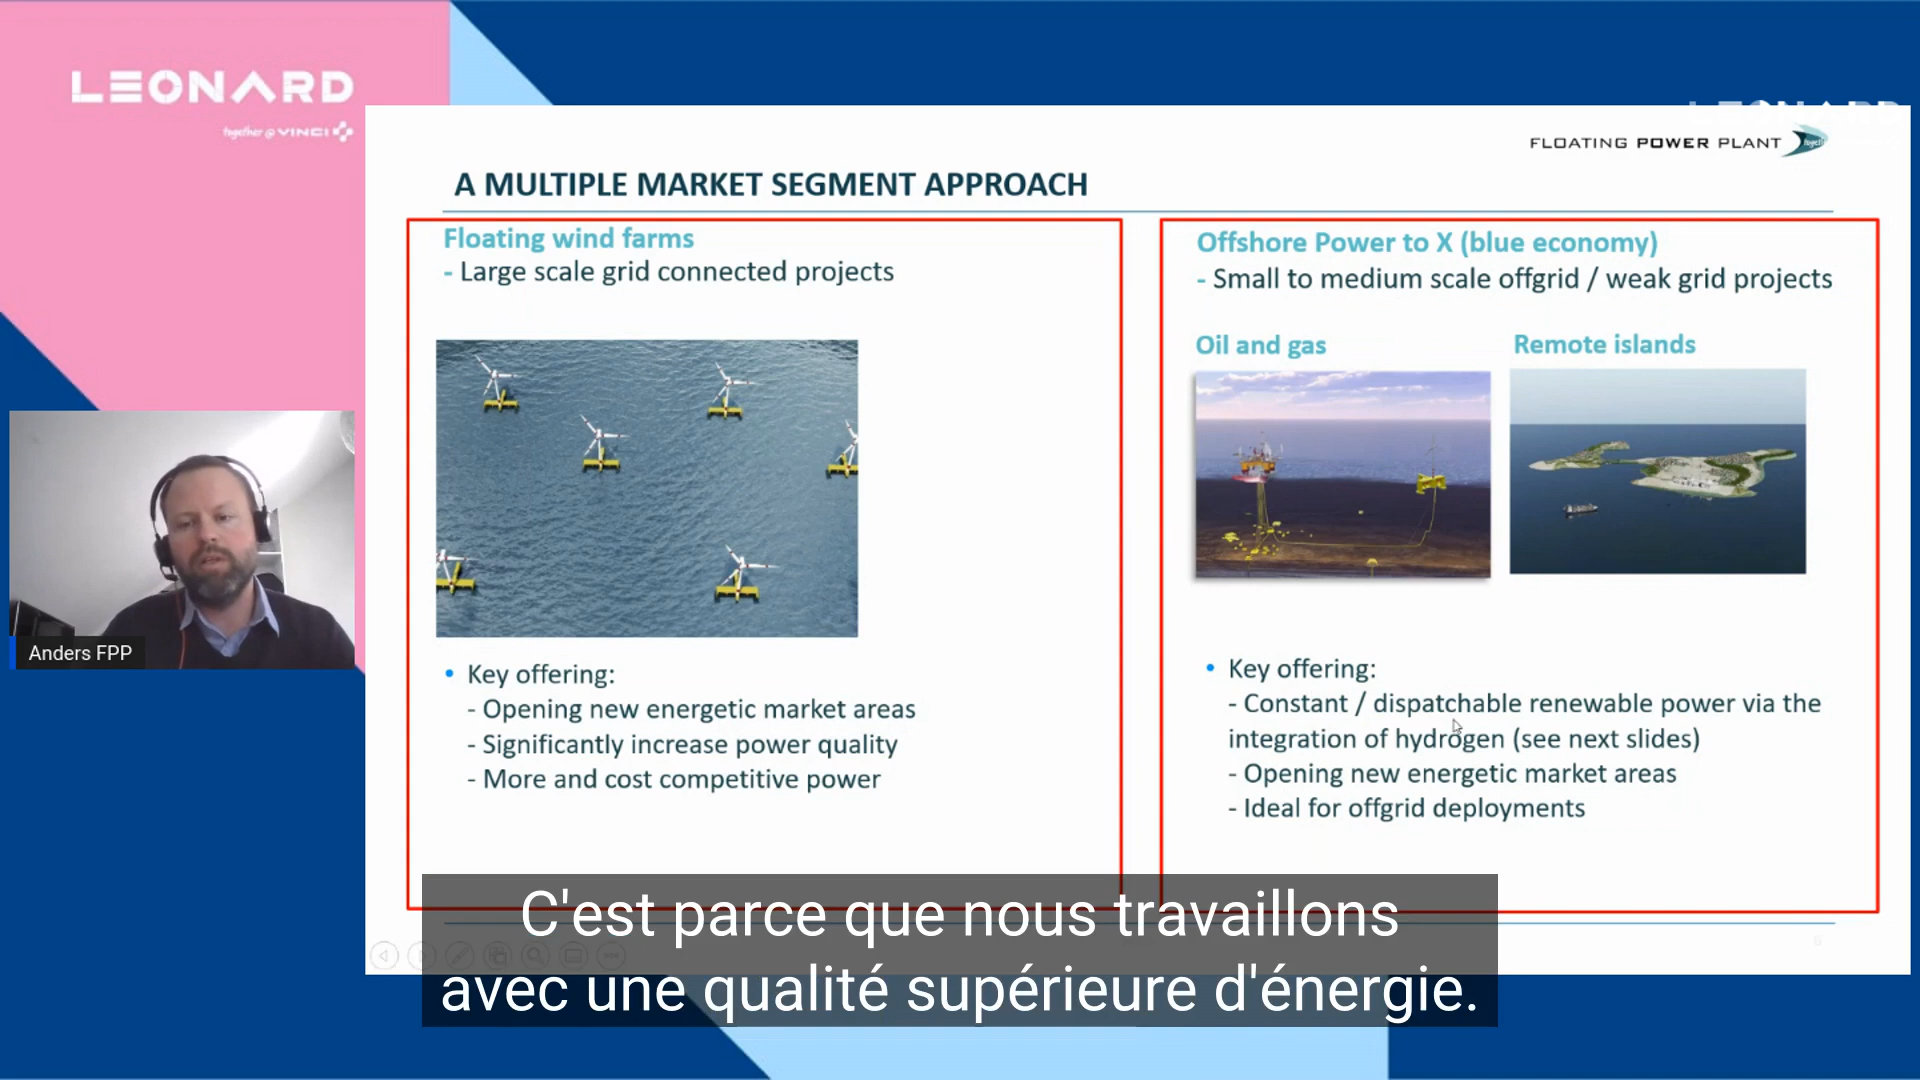 LEONARD
together @ VINCI
LEONARD
FLOATING POWER PLANT
A MULTIPLE MARKET SEGMENT APPROACH
Floating wind farms
- Large scale grid connected projects
Offshore Power to X (blue economy)
- Small to medium scale offgrid / weak grid projects
Oil and gas
Remote islands
Anders FPP
• Key offering:
- Opening new energetic market areas
- Significantly increase power quality
- More and cost competitive power
• Key offering:
- Constant / dispatchable renewable power via the
integration of hydrogen (see next slides)
- Opening new energetic market areas
- Ideal for offgrid deployments
6
C'est parce que nous travaillons
avec une qualité supérieure d'énergie.